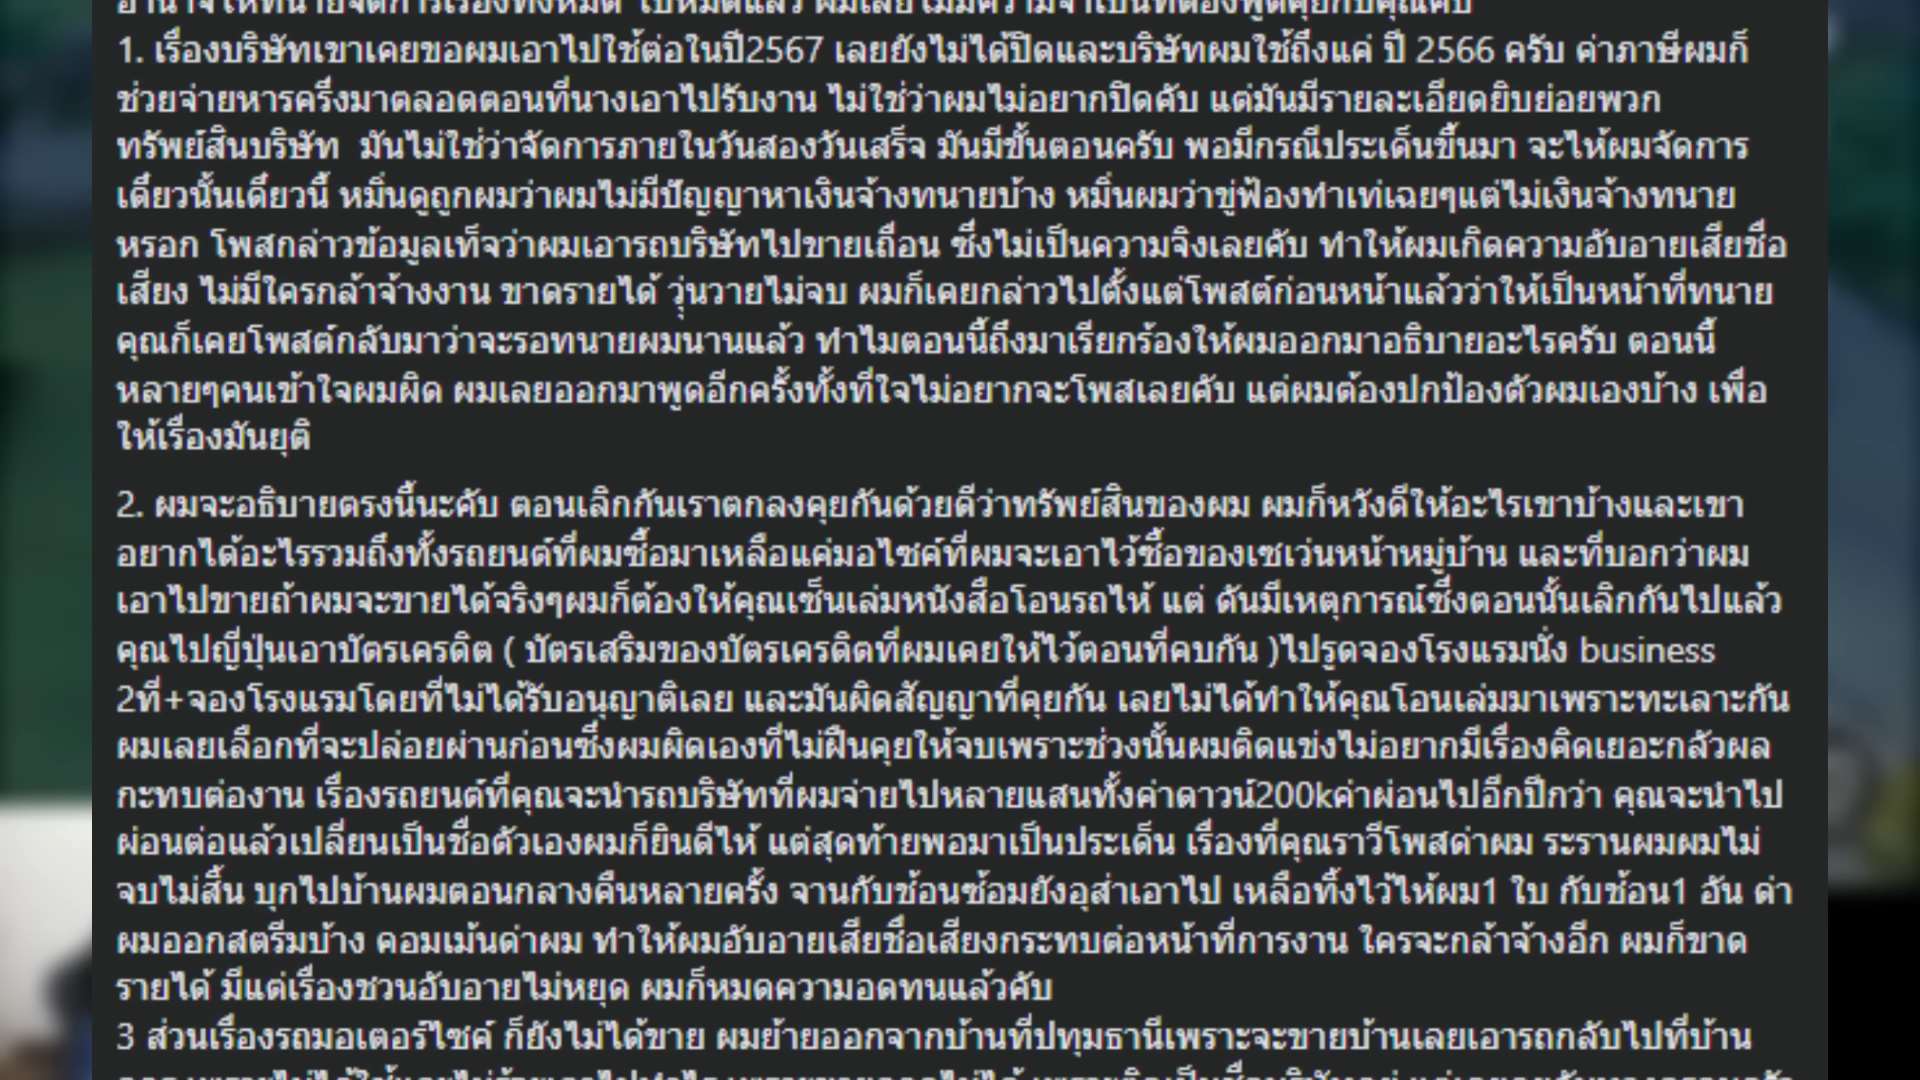 อำนาจให้ทนายจัดการเรื่องทั้งหมด ไปหมดแล้ว ผมเลยไม่มีความจำเป็นที่ต้องพูดคุยกับคุณคับ
1. เรื่องบริษัทเขาเคยขอผมเอาไปใช้ต่อในปี2567 เลยยังไม่ได้ปิดและบริษัทผมใช้ถึงแค่ ปี 2566 ครับ ค่าภาษีผมก็
ช่วยจ่ายหารครึ่งมาตลอดตอนที่นางเอาไปรับงาน ไม่ใช่ว่าผมไม่อยากปิดคับ แต่มันมีรายละเอียดยิบย่อยพวก
ทรัพย์สินบริษัท  มันไม่ใช่ว่าจัดการภายในวันสองวันเสร็จ มันมีขั้นตอนครับ พอมีกรณีประเด็นขึ้นมา จะไห้ผมจัดการ
เดี๋ยวนั้นเดี๋ยวนี้ หมิ่นดูถูกผมว่าผมไม่มีปัญญาหาเงินจ้างทนายบ้าง หมิ่นผมว่าขู่ฟ้องทำเท่เฉยๆแต่ไม่เงินจ้างทนาย
หรอก โพสกล่าวข้อมูลเท็จว่าผมเอารถบริษัทไปขายเถื่อน ซึ่งไม่เป็นความจิงเลยคับ ทำให้ผมเกิดความอับอายเสียชื่อ
เสี่ยง ไม่มีใครกล้าจ้างงาน ขาดรายได้ วุ่นวายไม่จบ ผมก็เคยกล่าวไปตั้งแต่โพสต์ก่อนหน้าแล้วว่าให้เป็นหน้าที่ทนาย
คุณก็เคยโพสต์กลับมาว่าจะรอทนายผมนานแล้ว ทำไมตอนนี้ถึงมาเรียกร้องให้ผมออกมาอธิบายอะไรครับ ตอนนี้
หลายๆคนเข้าใจผมผิด ผมเลยออกมาพูดอีกครั้งทั้งที่ใจไม่อยากจะโพสเลยคับ แต่ผมต้องปกป้องตัวผมเองบ้าง เพื่อ
ให้เรื่องมันยุติ
2. ผมจะอธิบายตรงนี้นะคับ ตอนเลิกกันเราตกลงคุยกันด้วยดีว่าทรัพย์สินของผม ผมก็หวังดีให้อะไรเขาบ้างและเขา
อยากได้อะไรรวมถึงทั้งรถยนต์ที่ผมซื้อมาเหลือแค่มอไซค์ที่ผมจะเอาไว้ซื้อของเซเว่นหน้าหมู่บ้าน และที่บอกว่าผม
เอาไปขายถ้าผมจะขายได้จริงๆผมก็ต้องให้คุณเซ็นเล่มหนังสือโอนรถไห้ แต่ ดันมีเหตุการณ์ซึ่งตอนนั้นเลิกกันไปแล้ว
คุณไปญี่ปุ่นเอาบัตรเครดิต ( บัตรเสริมของบัตรเครดิตที่ผมเคยให้ไว้ตอนที่คบกัน )ไปรูดจองโรงแรมนั่ง business
2ที่+จองโรงแรมโดยที่ไม่ได้รับอนุญาติเลย และมันผิดสัญญาที่คุยกัน เลยไม่ได้ทำให้คุณโอนเล่มมาเพราะทะเลาะกัน
ผมเลยเลือกที่จะปล่อยผ่านก่อนซึ่งผมผิดเองที่ไม่ฝืนคุยให้จบเพราะช่วงนั้นผมติดแข่งไม่อยากมีเรื่องคิดเยอะกลัวผล
กะทบต่องาน เรื่องรถยนต์ที่คุณจะนำรถบริษัทที่ผมจ่ายไปหลายแสนทั้งค่าดาวน์200kค่าผ่อนไปอีกปีกว่า คุณจะนำไป
ผ่อนต่อแล้วเปลี่ยนเป็นชื่อตัวเองผมก็ยินดีไห้ แต่สุดท้ายพอมาเป็นประเด็น เรื่องที่คุณราวีโพสด่าผม ระรานผมผมไม่
จบไม่สิ้น บุกไปบ้านผมตอนกลางคืนหลายครั้ง จานกับช้อนซ้อมยังอุส่าเอาไป เหลือทิ้งไว้ไห้ผม1 ใบ กับช้อน1 อัน ด่า
ผมออกสตรีมบ้าง คอมเม้นด่าผม ทำให้ผมอับอายเสียชื่อเสียงกระทบต่อหน้าที่การงาน ใครจะกล้าจ้างอีก ผมก็ขาด
รายได้ มีแต่เรื่องชวนอับอายไม่หยุด ผมก็หมดความอดทนแล้วคับ
3 ส่วนเรื่องรถมอเตอร์ไซค์ ก็ยังไม่ได้ขาย ผมย้ายออกจากบ้านที่ปทุมธานีเพราะจะขายบ้านเลยเอารถกลับไปที่บ้าน